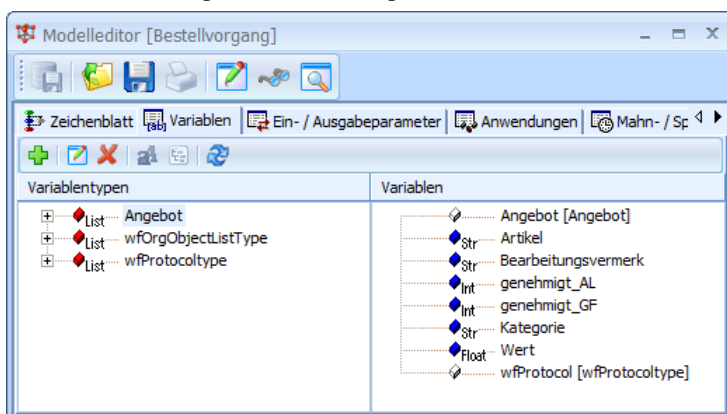 Modelleditor [Bestellvorgang]
Zeichenblatt Variablen Ein- / Ausgabeparameter Anwendungen Mahn- / Sp
Variablentypen Variablen
List Angebot
List wfOrgObjectListType
List wfProtocoltype
Angebot [Angebot]
Str Artikel
Str Bearbeitungsvermerk
Int genehmigt_AL
Int genehmigt_GF
Str Kategorie
Float Wert
wfProtocol [wfProtocoltype]